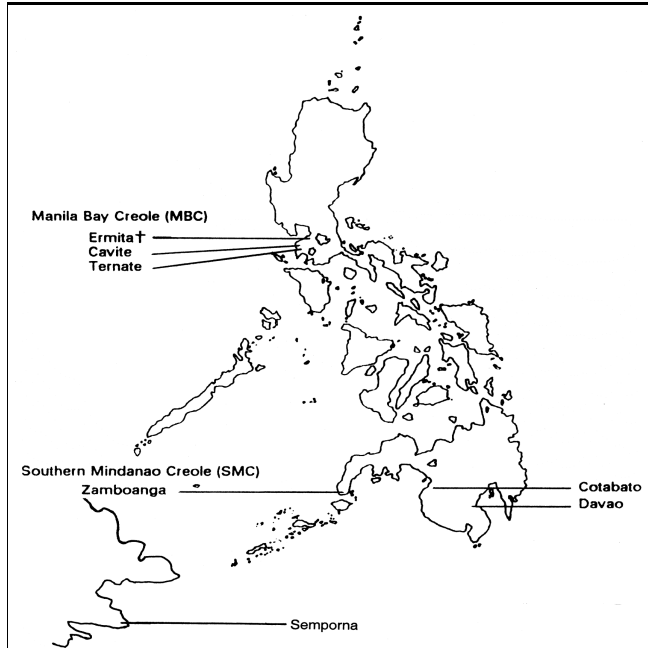 Manila Bay Creole (MBC)
Ermita†
Cavite
Ternate
Southern Mindanao Creole (SMC)
Zamboanga
Cotabato
Davao
Semporna